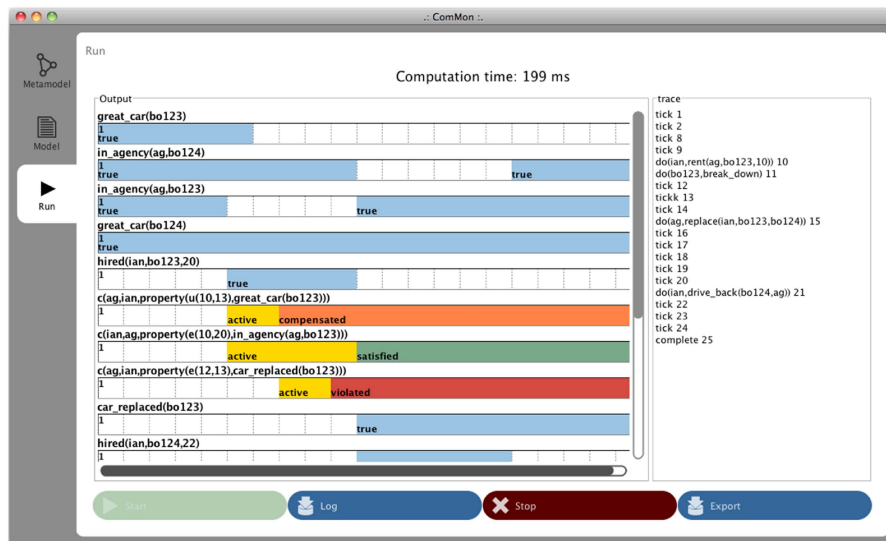 .: ComMon :.
Metamodel
Model
Run
Run
Computation time: 199 ms
Output
great_car(bo123)
1
true
in_agency(ag,bo124)
1
true true
in_agency(ag,bo123)
1
true true
great_car(bo124)
1
true
hired(ian,bo123,20)
1
true
c(ag,ian,property(u(10,13),great_car(bo123)))
1
active compensated
c(ian,ag,property(e(10,20),in_agency(ag,bo123)))
1
active satisfied
c(ag,ian,property(e(12,13),car_replaced(bo123)))
1
active violated
car_replaced(bo123)
1
true
hired(ian,bo124,22)
1
trace
tick 1
tick 2
tick 8
tick 9
do(ian,rent(ag,bo123,10)) 10
do(bo123,break_down) 11
tick 12
tickk 13
tick 14
do(ag,replace(ian,bo123,bo124)) 15
tick 16
tick 17
tick 18
tick 19
tick 20
do(ian,drive_back(bo124,ag)) 21
tick 22
tick 23
tick 24
complete 25
Start
Log
Stop
Export